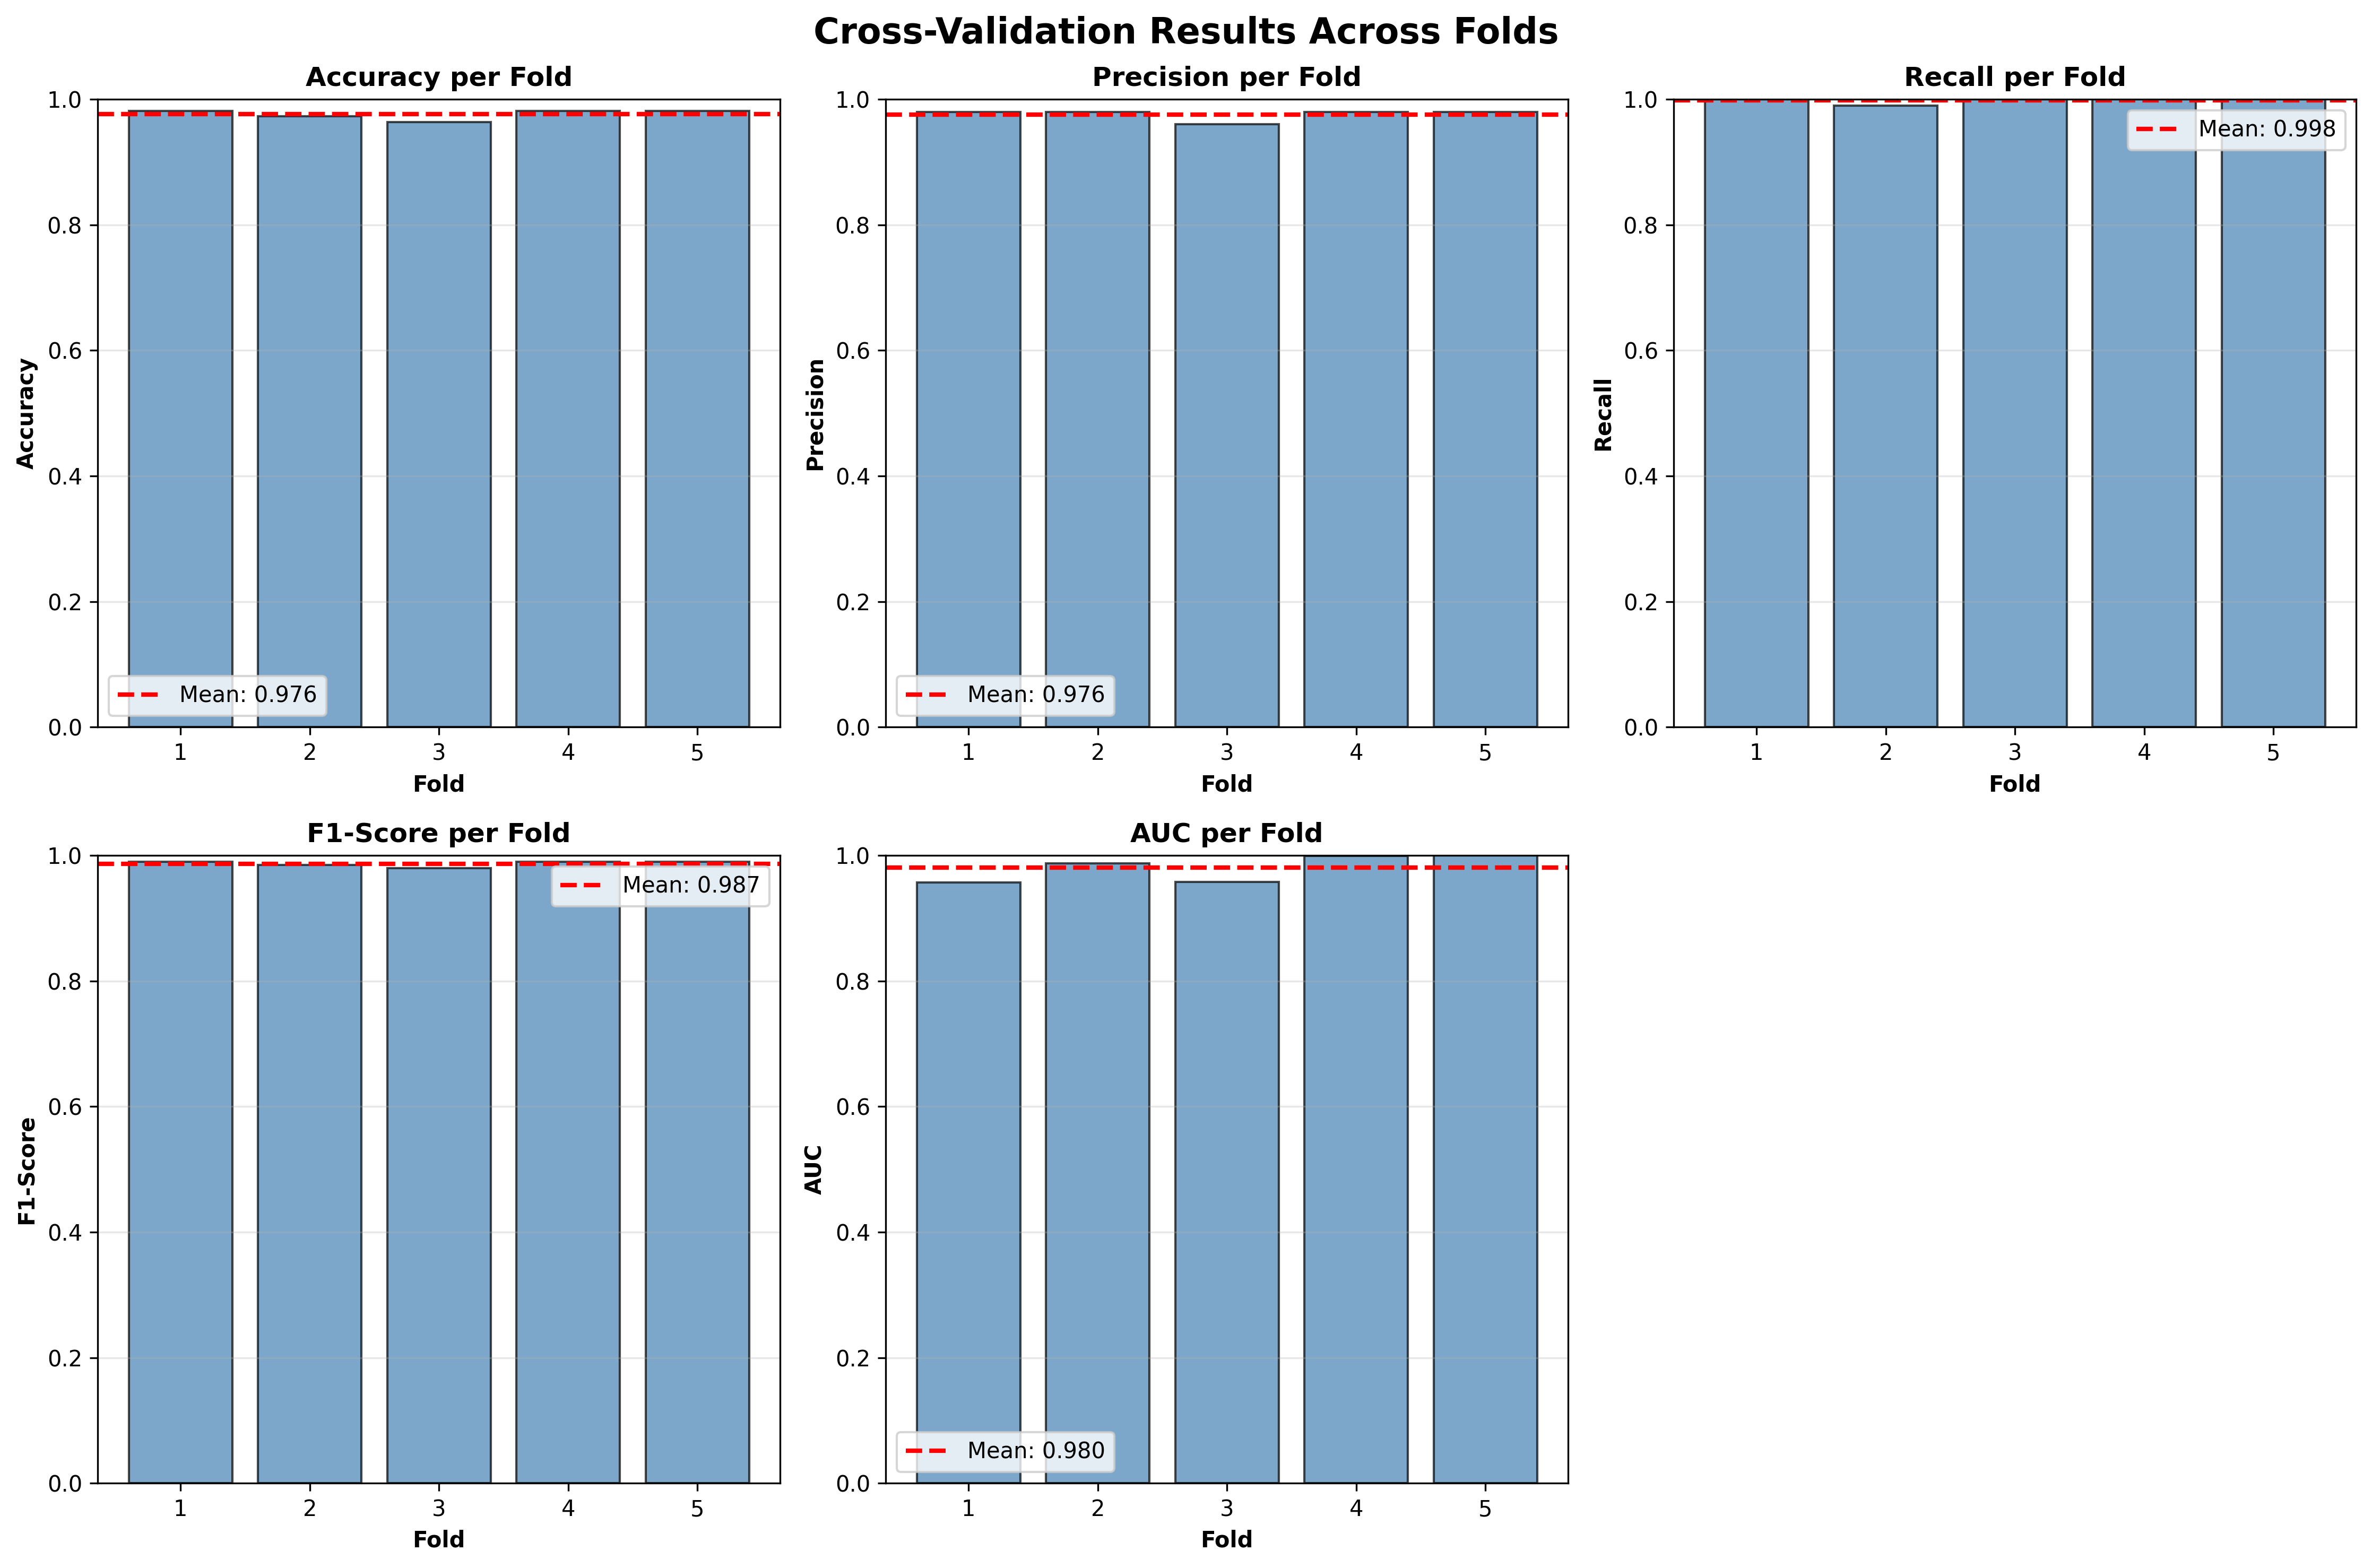 Cross-Validation Results Across Folds
Accuracy per Fold
1.0
0.8
0.6
0.4
0.2
0.0
Accuracy
Mean: 0.976
1 2 3 4 5
Fold
Precision per Fold
1.0
0.8
0.6
0.4
0.2
0.0
Precision
Mean: 0.976
1 2 3 4 5
Fold
Recall per Fold
1.0
0.8
0.6
0.4
0.2
0.0
Recall
Mean: 0.998
1 2 3 4 5
Fold
F1-Score per Fold
1.0
0.8
0.6
0.4
0.2
0.0
F1-Score
Mean: 0.987
1 2 3 4 5
Fold
AUC per Fold
1.0
0.8
0.6
0.4
0.2
0.0
AUC
Mean: 0.980
1 2 3 4 5
Fold